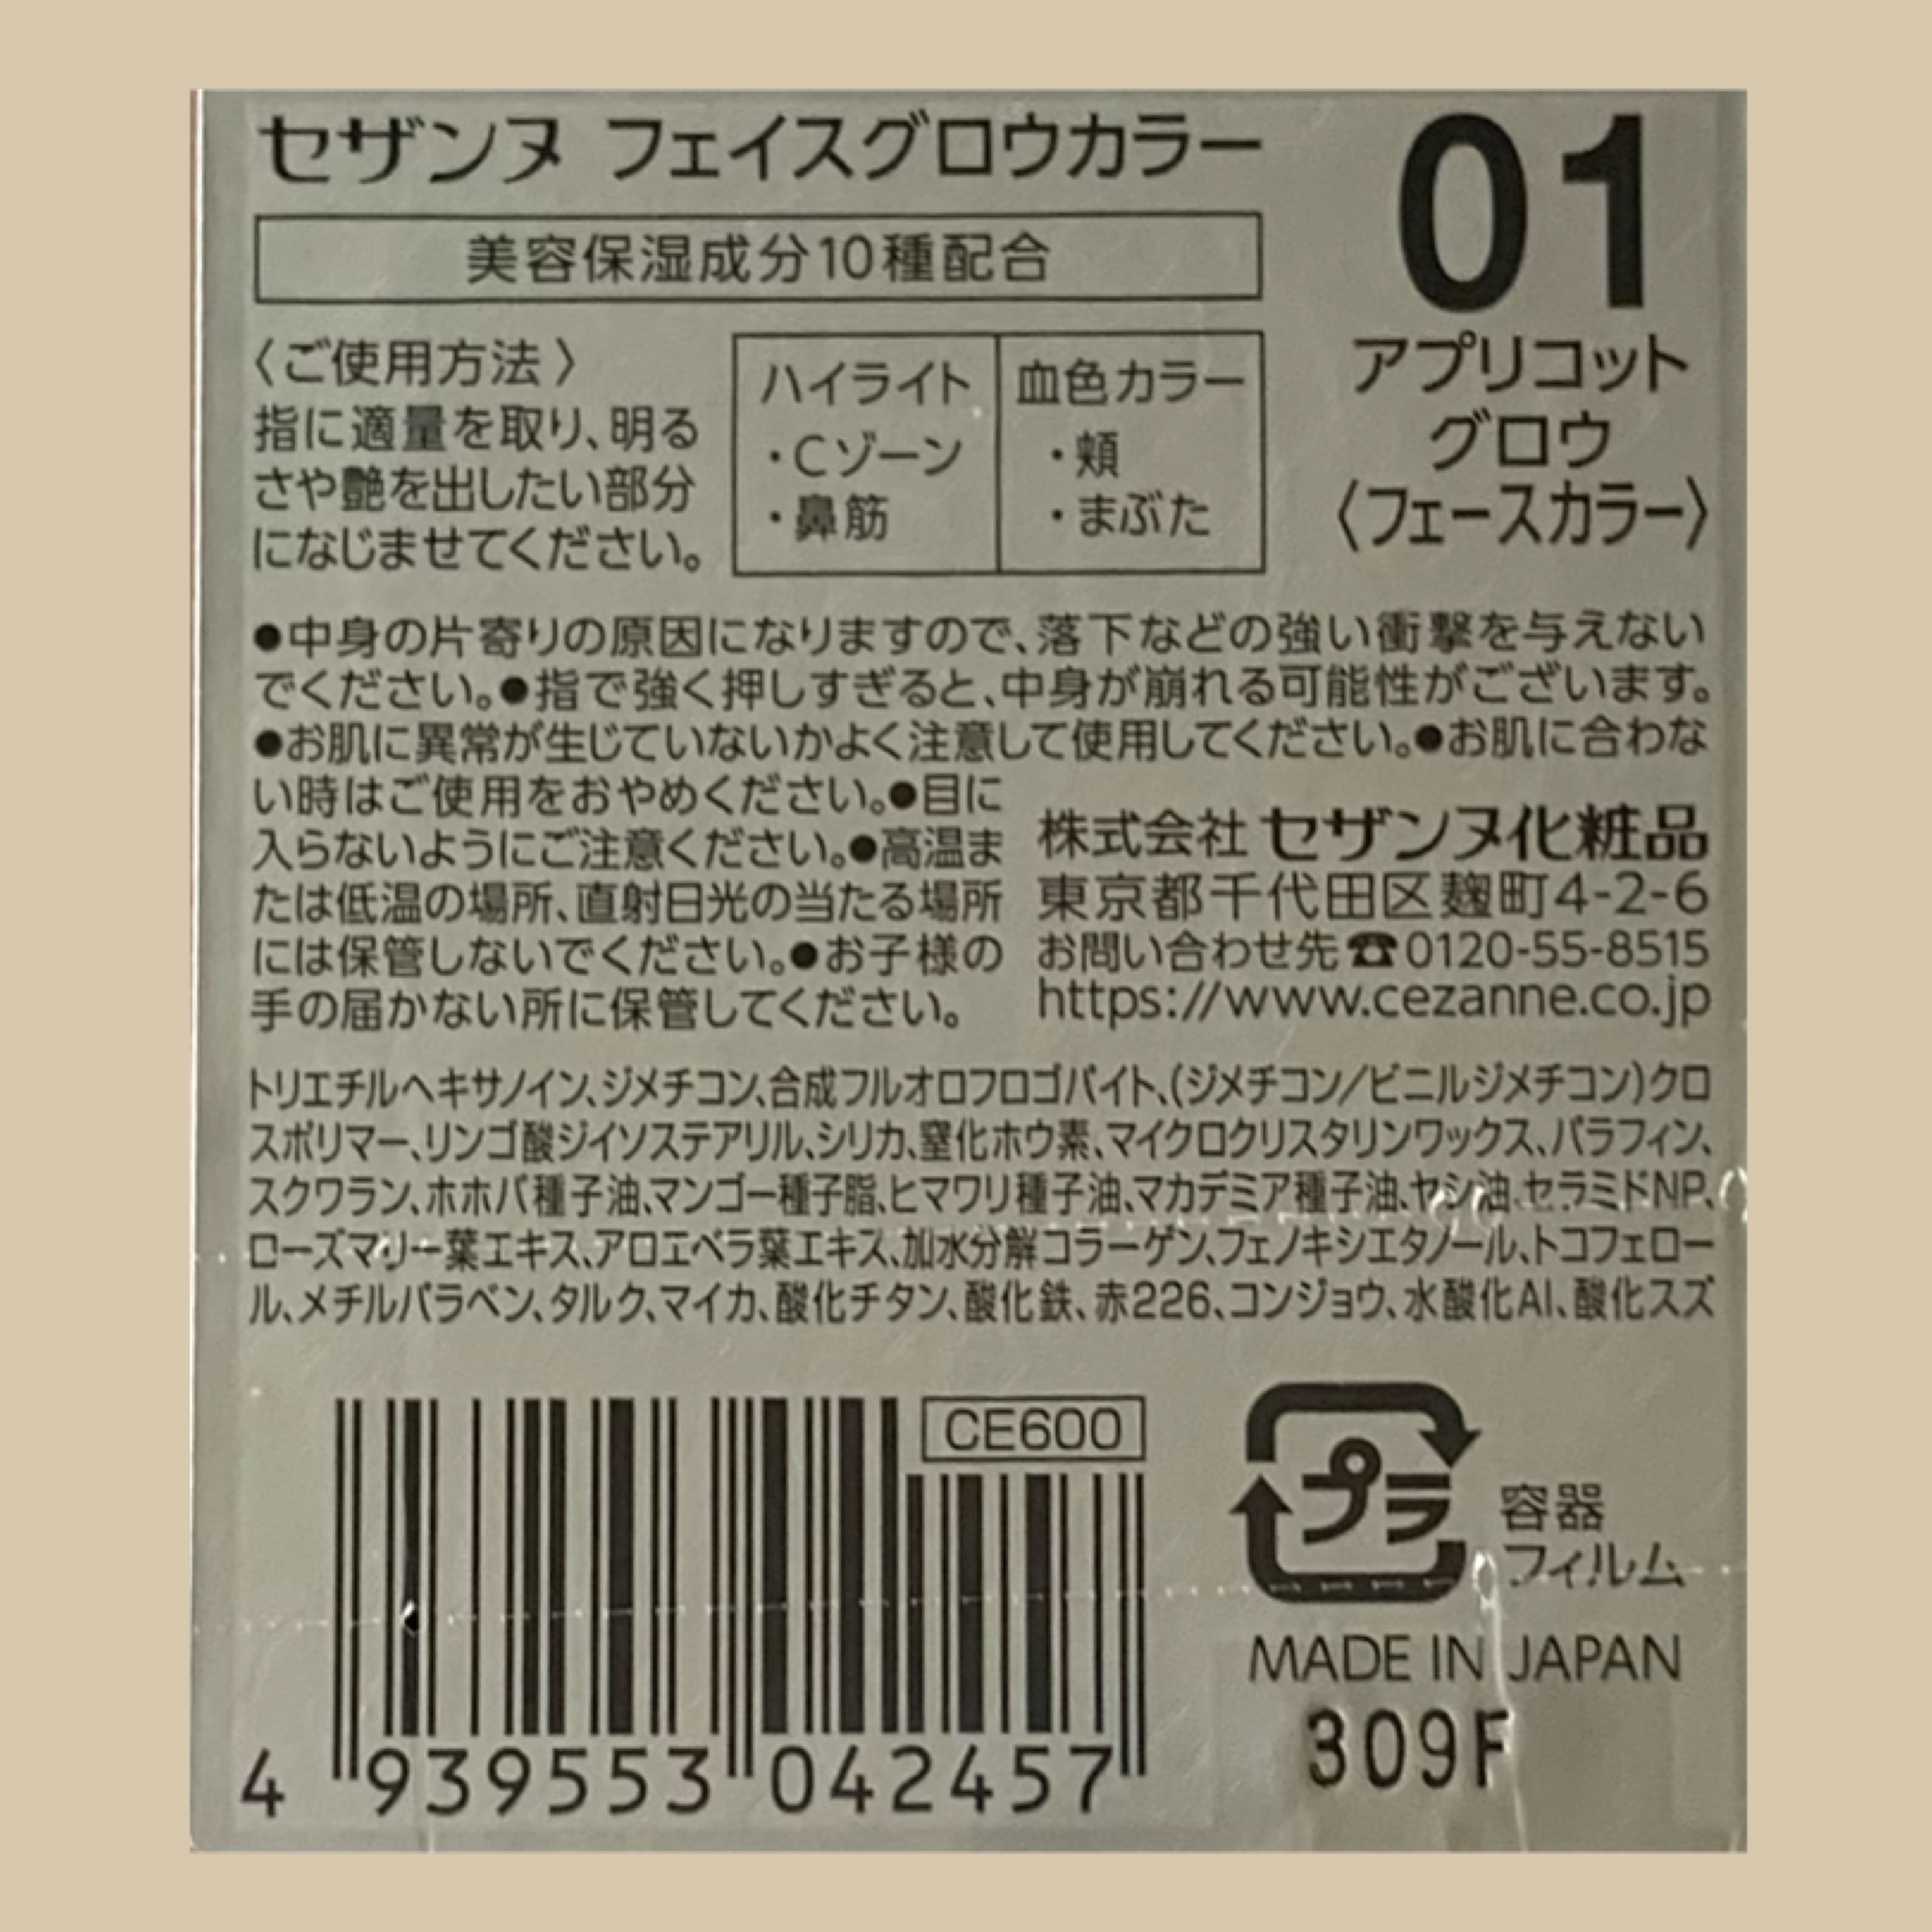 セザンヌ フェイスグロウカラー
01
アプリコット
グロウ
〈フェースカラー〉
美容保湿成分10種配合
〈ご使用方法〉
指に適量を取り、明る
さや艶を出したい部分
になじませてください。
ハイライト
・Cゾーン
・鼻筋
血色カラー
・頬
・まぶた
●中身の片寄りの原因になりますので、落下などの強い衝撃を与えない
でください。●指で強く押しすぎると、中身が崩れる可能性がございます。
●お肌に異常が生じていないかよく注意して使用してください。●お肌に合わな
い時はご使用をおやめください。●目に
入らないようにご注意ください。●高温ま
たは低温の場所、直射日光の当たる場所
には保管しないでください。●お子様の
手の届かない所に保管してください。
株式会社 セザンヌ化粧品
東京都千代田区麹町4-2-6
お問い合わせ先☎0120-55-8515
https://www.cezanne.co.jp
トリエチルヘキサノイン、ジメチコン、合成フルオロフロゴパイト、(ジメチコン/ビニルジメチコン)クロ
スポリマー、リンゴ酸ジイソステアリル、シリカ、窒化ホウ素、マイクロクリスタリンワックス、パラフィン、
スクワラン、ホホバ種子油、マンゴー種子脂、ヒマワリ種子油、マカデミア種子油、ヤシ油、セラミドNP、
ローズマリー葉エキス、アロエベラ葉エキス、加水分解コラーゲン、フェノキシエタノール、トコフェロー
ル、メチルパラベン、タルク、マイカ、酸化チタン、酸化鉄、赤226、コンジョウ、水酸化Al、酸化スズ
CE600
4 939553 042457
プラ
容器
フィルム
MADE IN JAPAN
309F